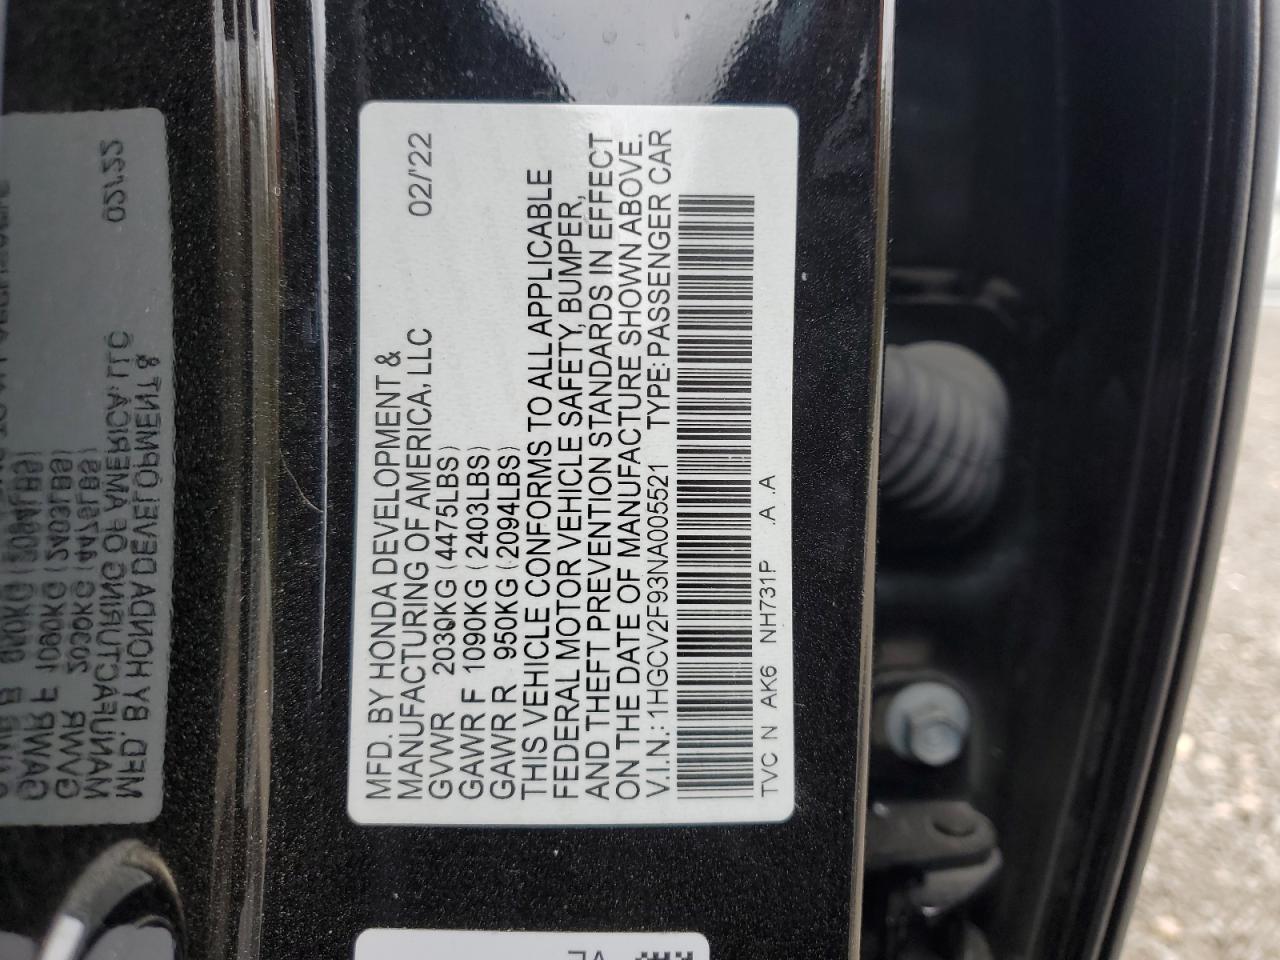 MFD. BY HONDA DEVELOPMENT &
MANUFACTURING OF AMERICA, LLC 02/'22
GVWR 2030KG (4475LBS)
GAWR F 1090KG (2403LBS)
GAWR R 950KG (2094LBS)
THIS VEHICLE CONFORMS TO ALL APPLICABLE
FEDERAL MOTOR VEHICLE SAFETY, BUMPER,
AND THEFT PREVENTION STANDARDS IN EFFECT
ON THE DATE OF MANUFACTURE SHOWN ABOVE.
V.I.N.: 1HGCV2F93NA005521 TYPE: PASSENGER CAR
TVC N AK6 NH731P .A .A